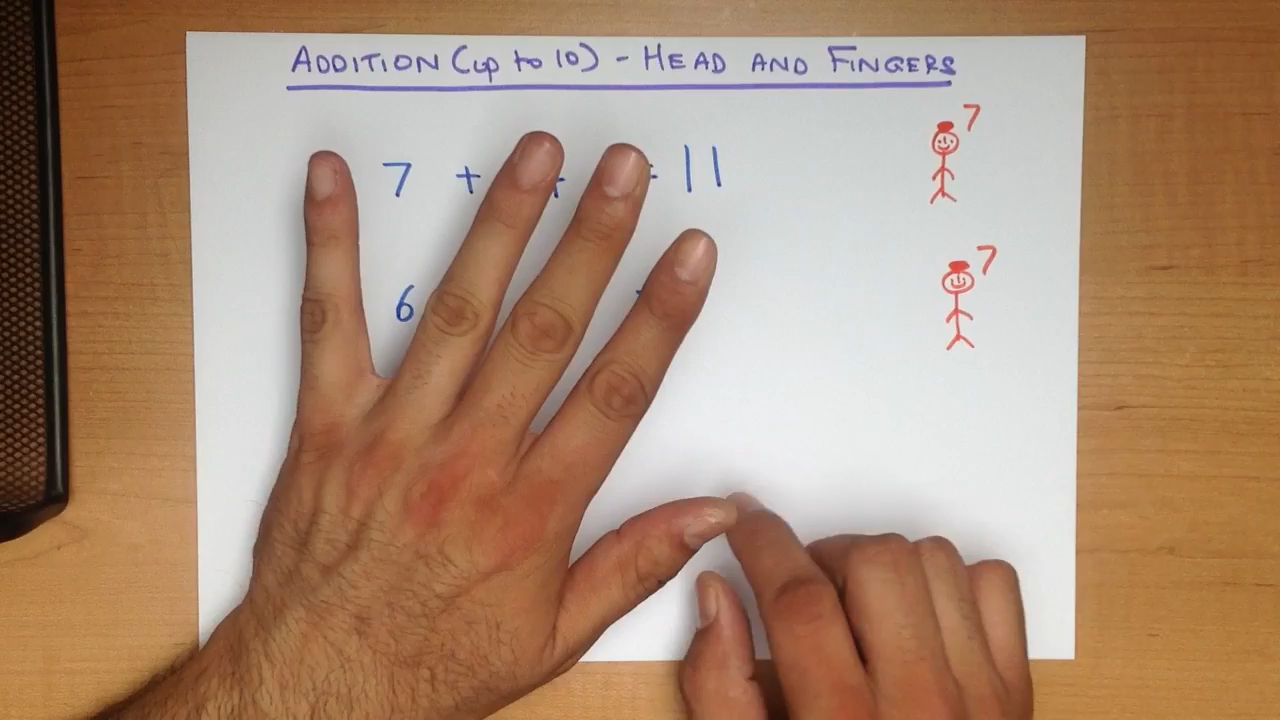 ADDITION (up to 10) - HEAD AND FINGERS
7
7 + + = 11
7
6